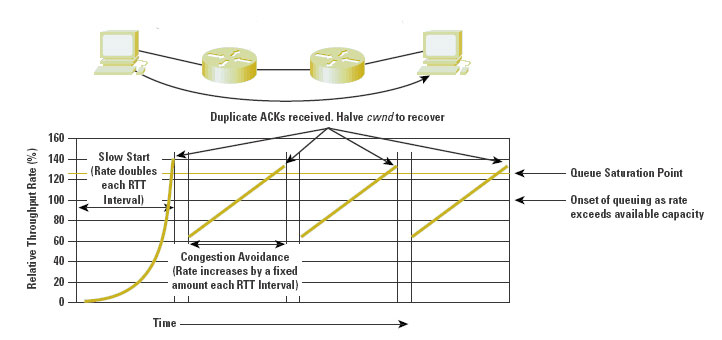 Duplicate ACKs received. Halve cwnd to recover
Relative Throughput Rate (%)
160
140
120
100
80
60
40
20
0
Slow Start
(Rate doubles
each RTT
Interval)
Congestion Avoidance
(Rate increases by a fixed
amount each RTT Interval)
Queue Saturation Point
Onset of queuing as rate
exceeds available capacity
Time